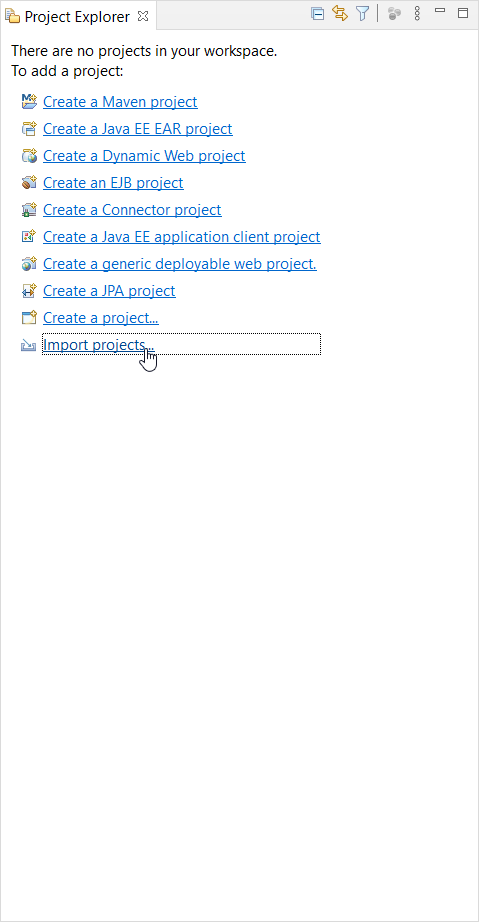 Project Explorer
There are no projects in your workspace.
To add a project:
Create a Maven project
Create a Java EE EAR project
Create a Dynamic Web project
Create an EJB project
Create a Connector project
Create a Java EE application client project
Create a generic deployable web project.
Create a JPA project
Create a project...
Import projects...